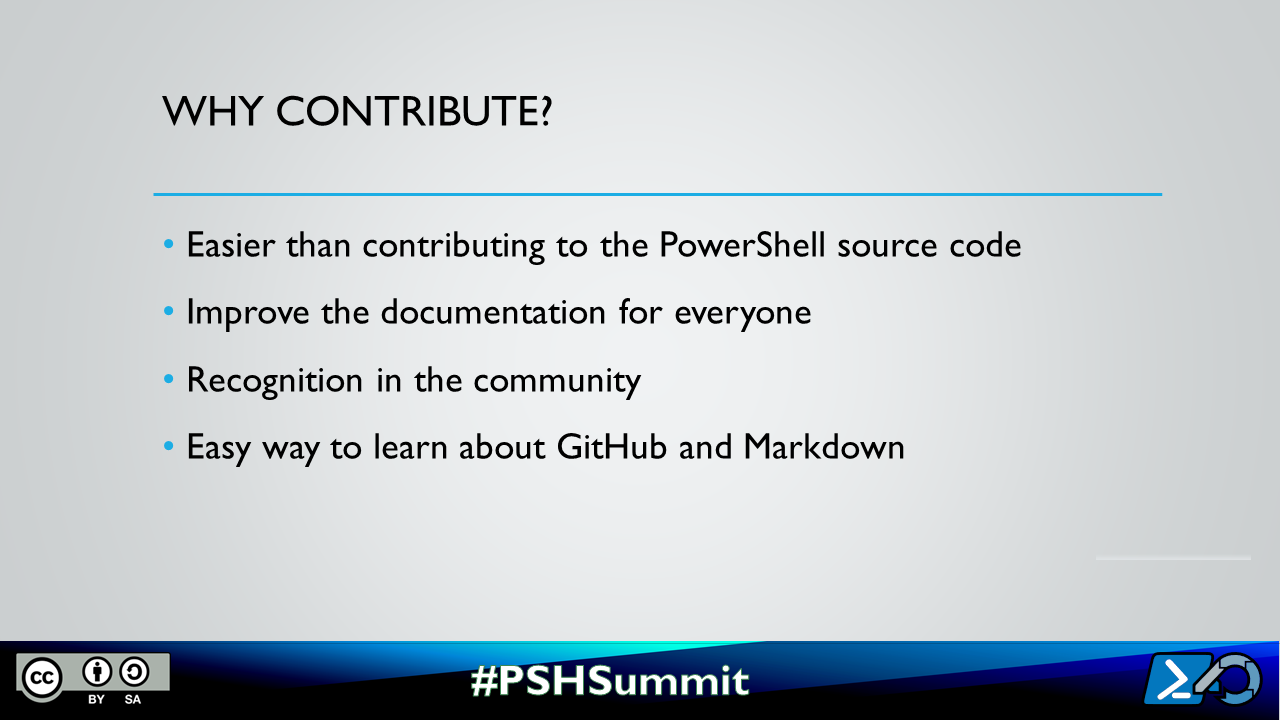 WHY CONTRIBUTE?
• Easier than contributing to the PowerShell source code
• Improve the documentation for everyone
• Recognition in the community
• Easy way to learn about GitHub and Markdown
cc
BY SA
#PSHSummit